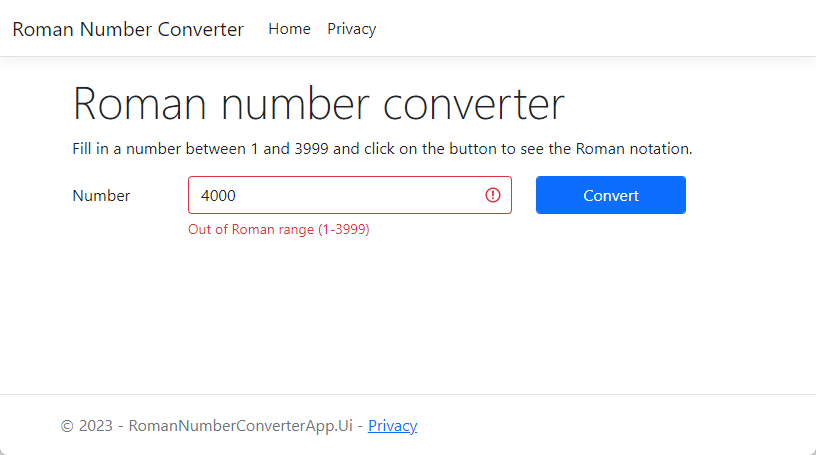 Roman Number Converter Home Privacy
Roman number converter
Fill in a number between 1 and 3999 and click on the button to see the Roman notation.
Number 4000 Convert
Out of Roman range (1-3999)
© 2023 - RomanNumberConverterApp.Ui - Privacy